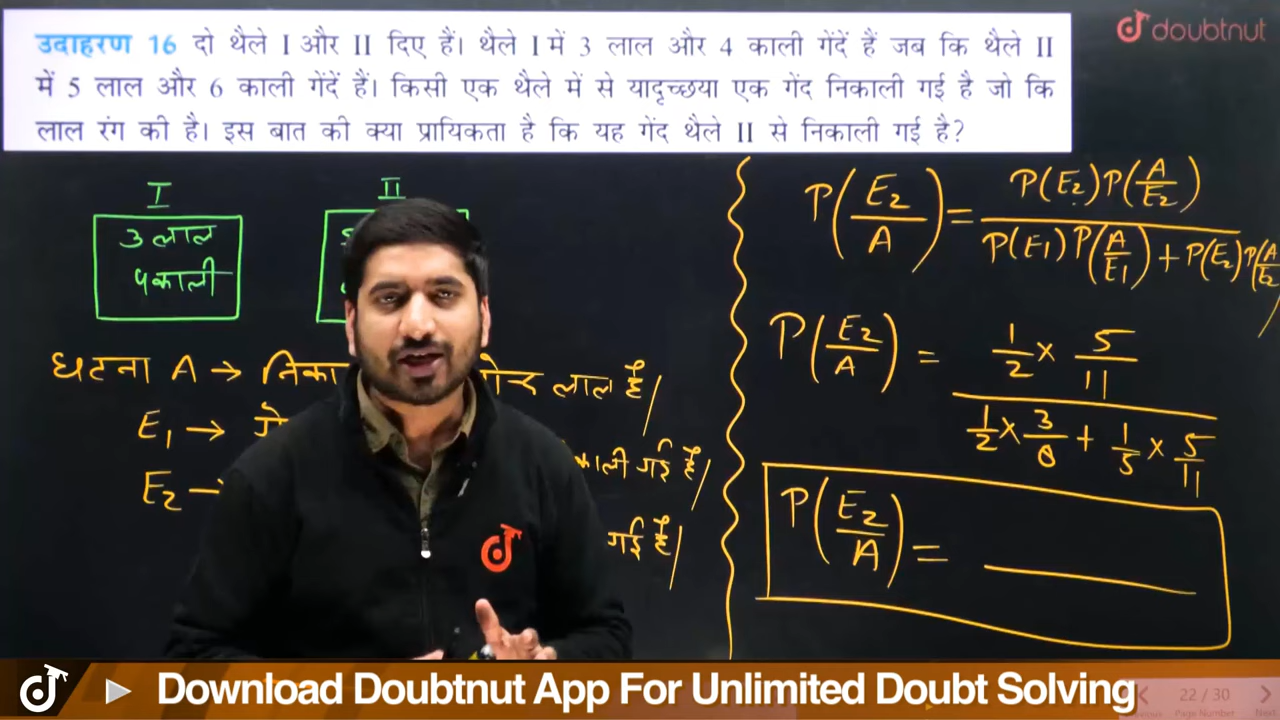 उदाहरण 16 दो थैले I और II दिए हैं। थैले I में 3 लाल और 4 काली गेंदें हैं जब कि थैले II
में 5 लाल और 6 काली गेंदें हैं। किसी एक थैले में से यादृच्छया एक गेंद निकाली गई है जो कि
लाल रंग की है। इस बात की क्या प्रायिकता है कि यह गेंद थैले II से निकाली गई है?
doubtnut
I
II
3 लाल
4 काली
घटना A → निका
लाल है/
E₁ →
काली गई है/
E₂ →
गई है/
P(E₂/A) = P(E₂)P(A/E₂) / P(E₁)P(A/E₁) + P(E₂)P(A/E₂)
P(E₂/A) = 1/2 × 5/11 / 1/2 × 3/8 + 1/5 × 5/11
P(E₂/A) =
Download Doubtnut App For Unlimited Doubt Solving
22 / 30
Page Number